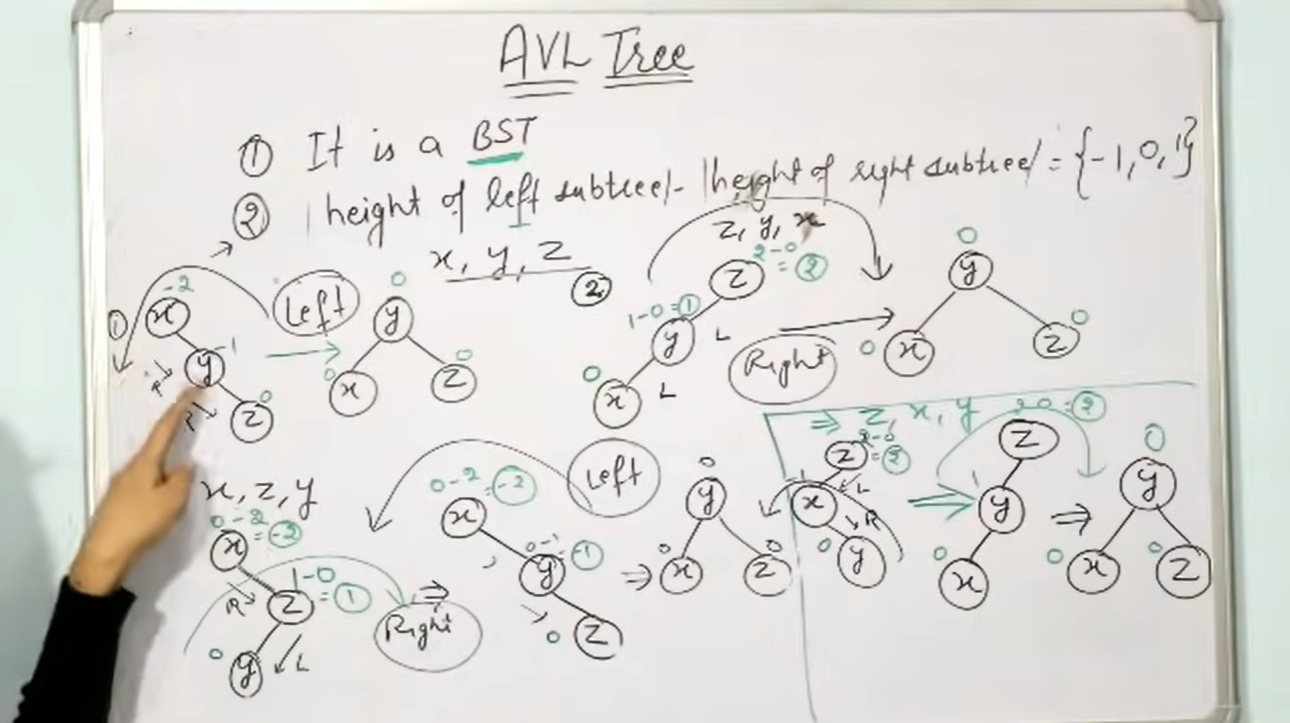 AVL Tree
① It is a BST
② |height of left subtree| - |height of right subtree| = {-1, 0, 1}
x, y, z
① x -2
y -1
R
R
z 0
Left
y 0
x 0
z 0
②
z, y, x
z 2-0 = 2
1-0 = 1
y L
0 x L
Right
y 0
0 x
z 0
x, z, y
0-2 = -2
x
R
z 1-0 = 1
0 y L
Right ⇒
0-2 = -2
x
y 0-1 = -1
0 z
Left
⇒
0 y
0 x
0 z
⇒ z, x, y
z 2-0 = 2
L
x
R
0 y
⇒
2-0 = 2
z
1 y
0 x
⇒
0 y
0 x
0 z